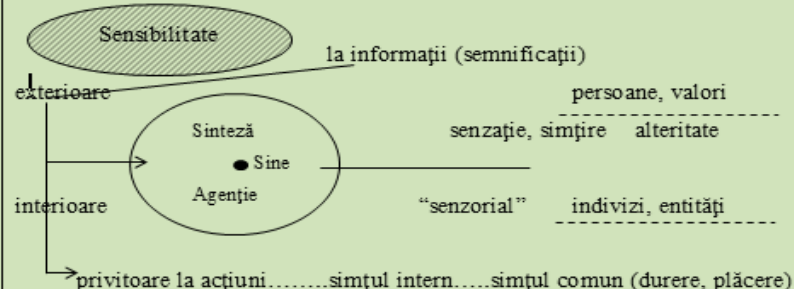 Sensibilitate
la informaţii (semnificaţii)
exterioare
persoane, valori
Sinteză
senzaţie, simţire alteritate
Sine
Agenţie
interioare
“senzorial”
indivizi, entităţi
privitoare la acţiuni........simţul intern.....simţul comun (durere, plăcere)